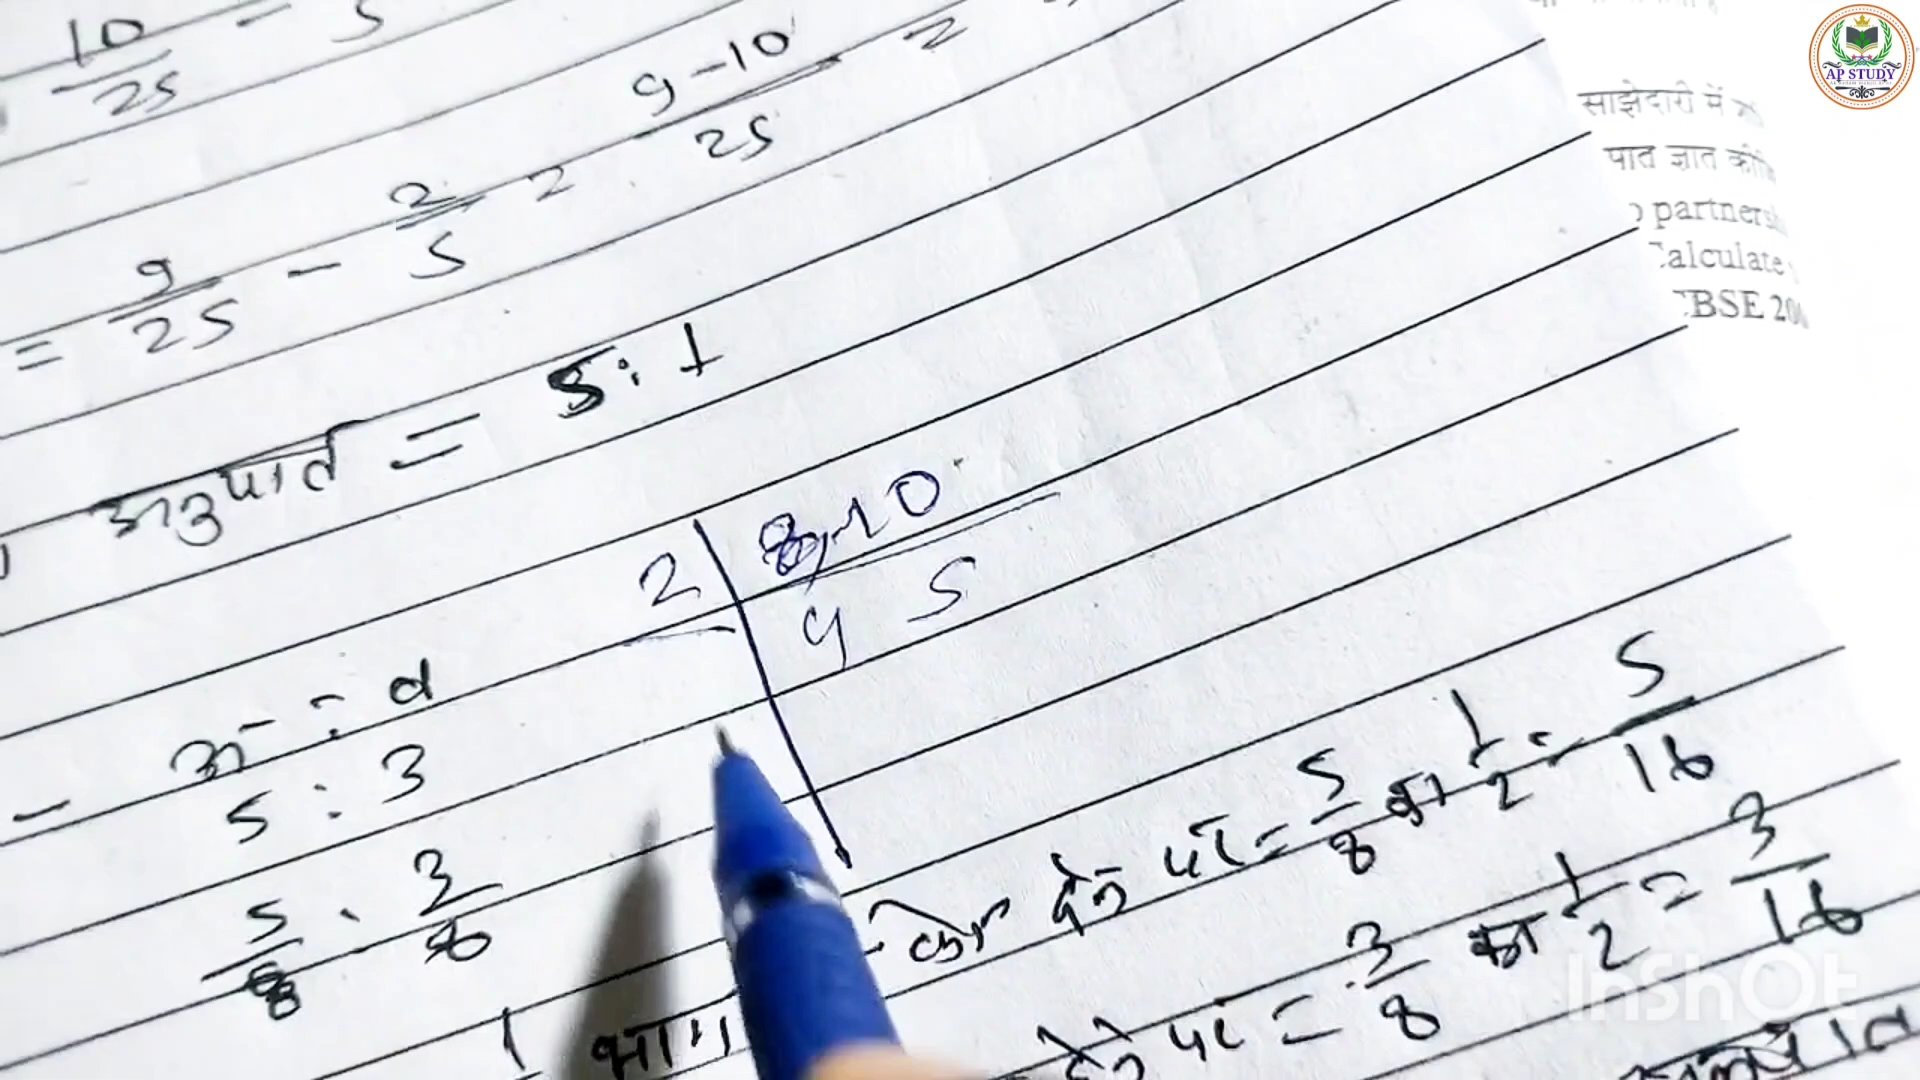 10/25 - 5
= 9/25 - 2/5 = 9-10/25 =
अनुपात = 5:1
2 | 8, 10
4 5
अ : ब
5 : 3
5/8 : 3/8
को देने पर = 5/8 का 1/2 = 5/16
देने पर = 3/8 का 1/2 = 3/16
1 भाग
साझेदारी में
पात ज्ञात की
partners
Calculate
CBSE 20
AP STUDY
InShOt